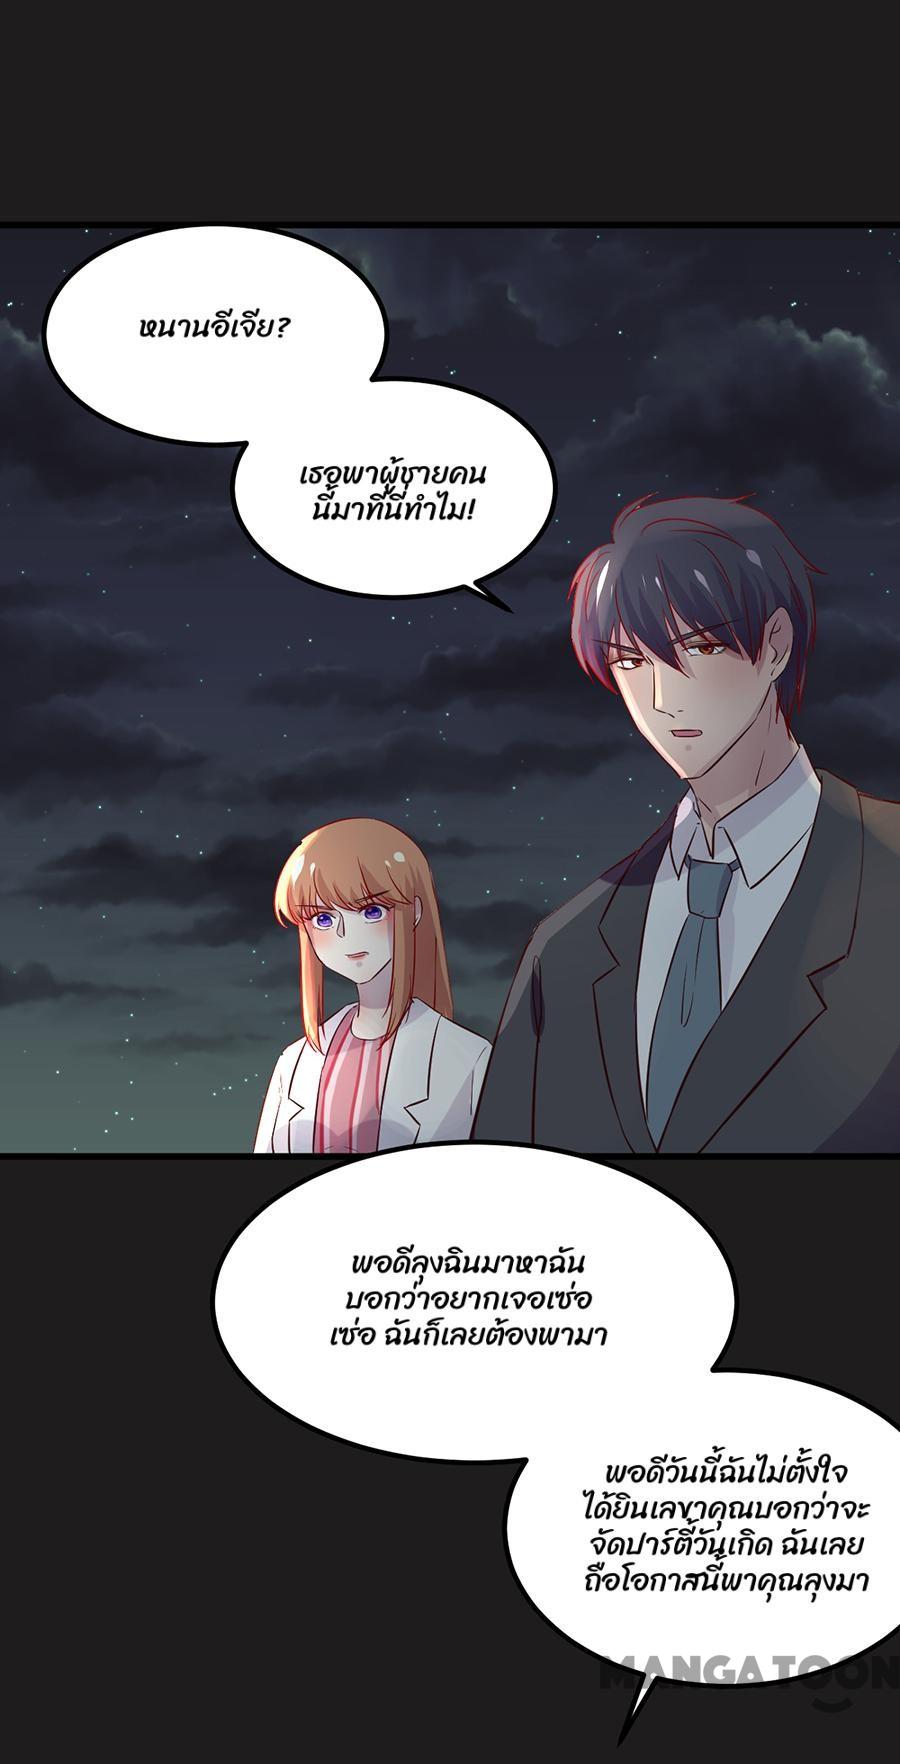 หนานอีเจีย?
เธอพาผู้ชายคน
นี้มาที่นี่ทำไม!
พอดีลุงฉินมาหาฉัน
บอกว่าอยากเจอเซ่อ
เซ่อ ฉันก็เลยต้องพามา
พอดีวันนี้ฉันไม่ตั้งใจ
ได้ยินเลขาคุณบอกว่าจะ
จัดปาร์ตี้วันเกิด ฉันเลย
ถือโอกาสนี้พาคุณลุงมา
MANGATOON